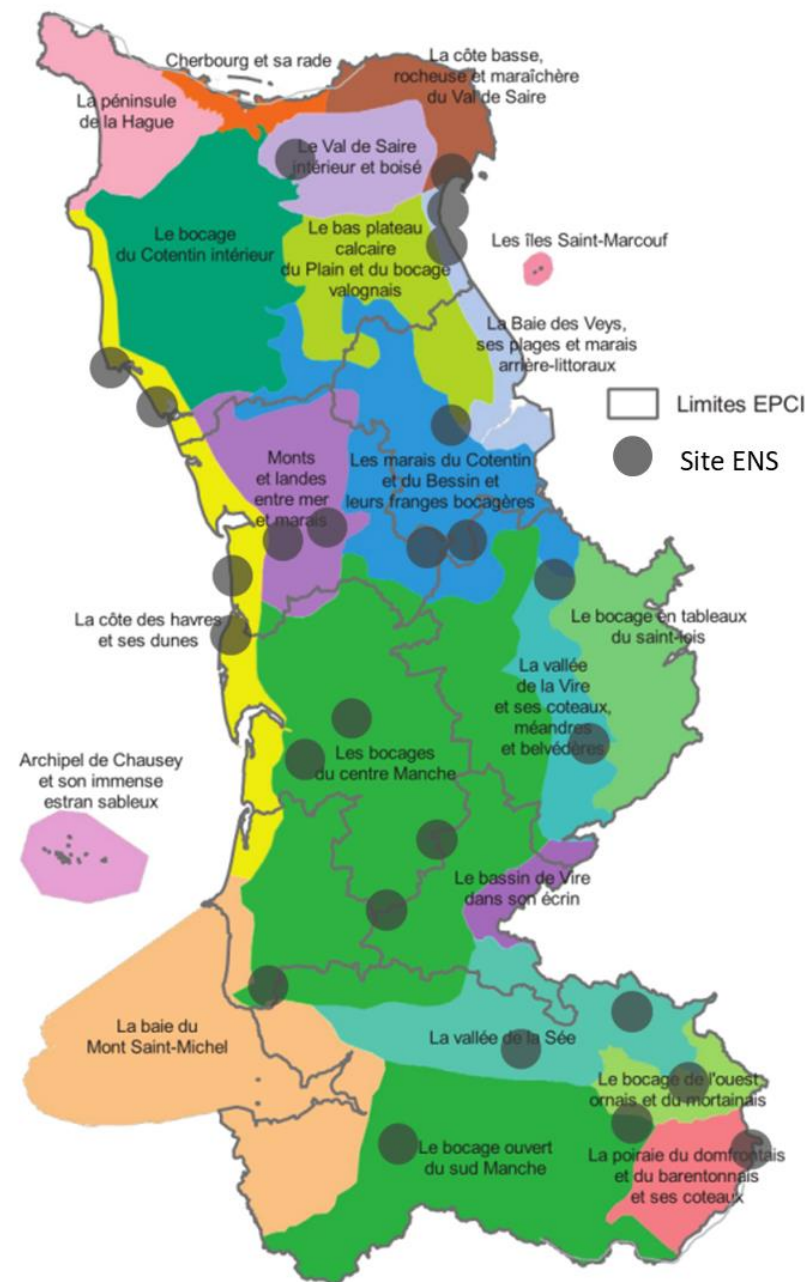 Cherbourg et sa rade
La côte basse,
rocheuse et maraîchère
du Val de Saire
La péninsule
de la Hague
Le Val de Saire
intérieur et boisé
Le bocage
du Cotentin intérieur
Le bas plateau
calcaire
du Plain et du bocage
valognais
Les îles Saint-Marcouf
La Baie des Veys,
ses plages et marais
arrière-littoraux
Limites EPCI
Site ENS
Monts
et landes
entre mer
et marais
Les marais du Cotentin
et du Bessin et
leurs franges bocagères
La côte des havres
et ses dunes
Le bocage en tableaux
du saint-lois
La vallée
de la Vire
et ses coteaux,
méandres
et belvédères
Les bocages
du centre Manche
Archipel de Chausey
et son immense
estran sableux
Le bassin de Vire
dans son écrin
La baie du
Mont Saint-Michel
La vallée de la Sée
Le bocage de l'ouest
ornais et du mortainais
Le bocage ouvert
du sud Manche
La poiraie du domfrontais
et du barentonnais
et ses coteaux